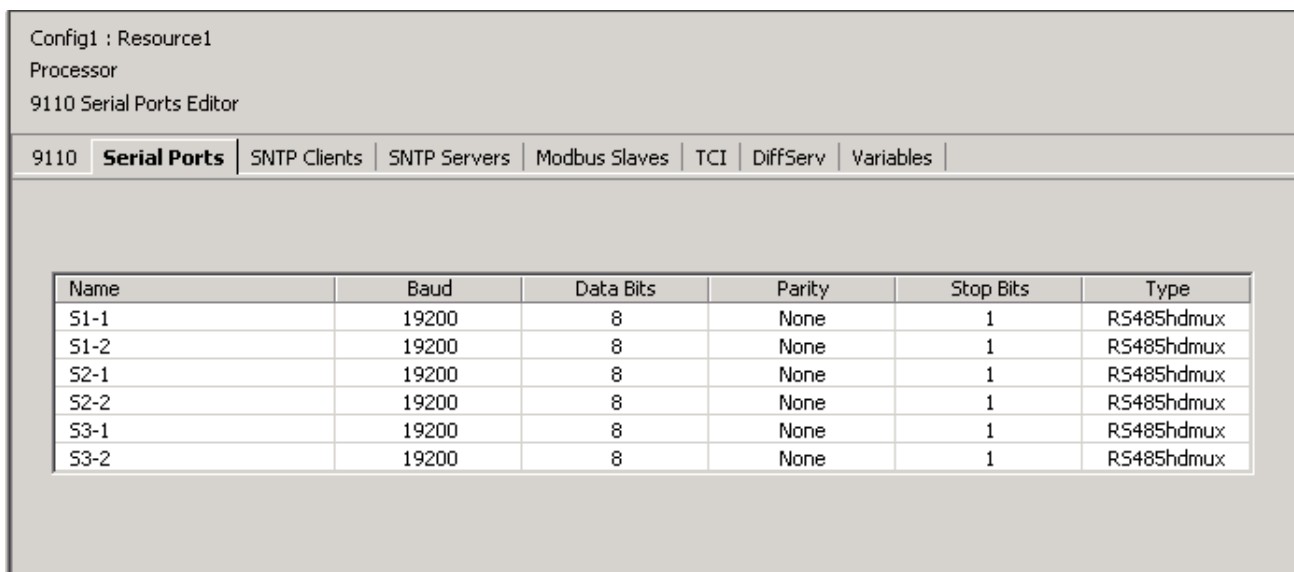 Config1 : Resource1
Processor
9110 Serial Ports Editor
9110 Serial Ports SNTP Clients SNTP Servers Modbus Slaves TCI DiffServ Variables
Name Baud Data Bits Parity Stop Bits Type
S1-1 19200 8 None 1 RS485hdmux
S1-2 19200 8 None 1 RS485hdmux
S2-1 19200 8 None 1 RS485hdmux
S2-2 19200 8 None 1 RS485hdmux
S3-1 19200 8 None 1 RS485hdmux
S3-2 19200 8 None 1 RS485hdmux